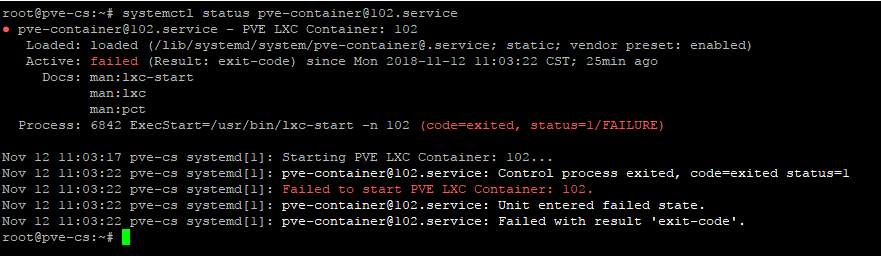 root@pve-cs:~# systemctl status pve-container@102.service
● pve-container@102.service - PVE LXC Container: 102
Loaded: loaded (/lib/systemd/system/pve-container@.service; static; vendor preset: enabled)
Active: failed (Result: exit-code) since Mon 2018-11-12 11:03:22 CST; 25min ago
Docs: man:lxc-start
man:lxc
man:pct
Process: 6842 ExecStart=/usr/bin/lxc-start -n 102 (code=exited, status=1/FAILURE)
Nov 12 11:03:17 pve-cs systemd[1]: Starting PVE LXC Container: 102...
Nov 12 11:03:22 pve-cs systemd[1]: pve-container@102.service: Control process exited, code=exited status=1
Nov 12 11:03:22 pve-cs systemd[1]: Failed to start PVE LXC Container: 102.
Nov 12 11:03:22 pve-cs systemd[1]: pve-container@102.service: Unit entered failed state.
Nov 12 11:03:22 pve-cs systemd[1]: pve-container@102.service: Failed with result 'exit-code'.
root@pve-cs:~#